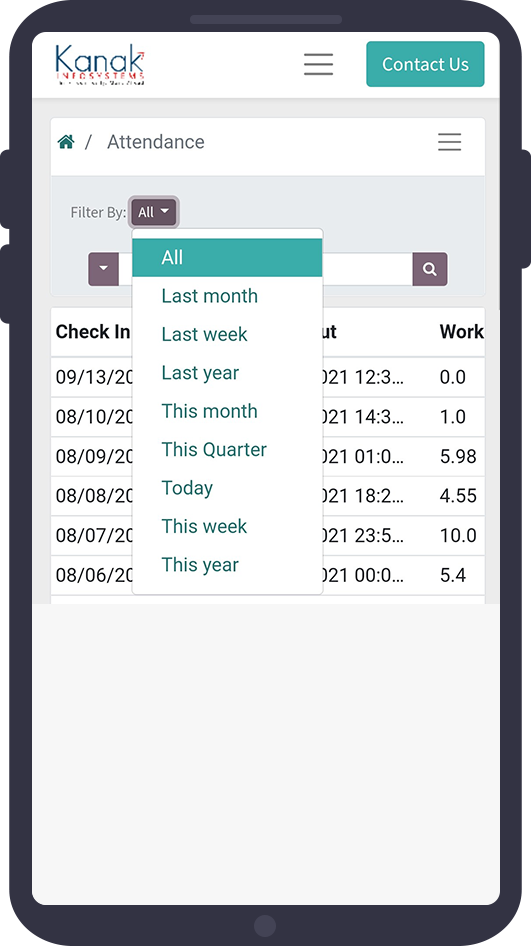 Kanak
INFOSYSTEMS
Contact Us
/ Attendance
Filter By: All
All
Last month
Last week
Last year
This month
This Quarter
Today
This week
This year
Check In ut Work
09/13/20 021 12:3... 0.0
08/10/20 021 14:3... 1.0
08/09/20 021 01:0... 5.98
08/08/20 021 18:2... 4.55
08/07/20 021 23:5... 10.0
08/06/20 021 00:0... 5.4